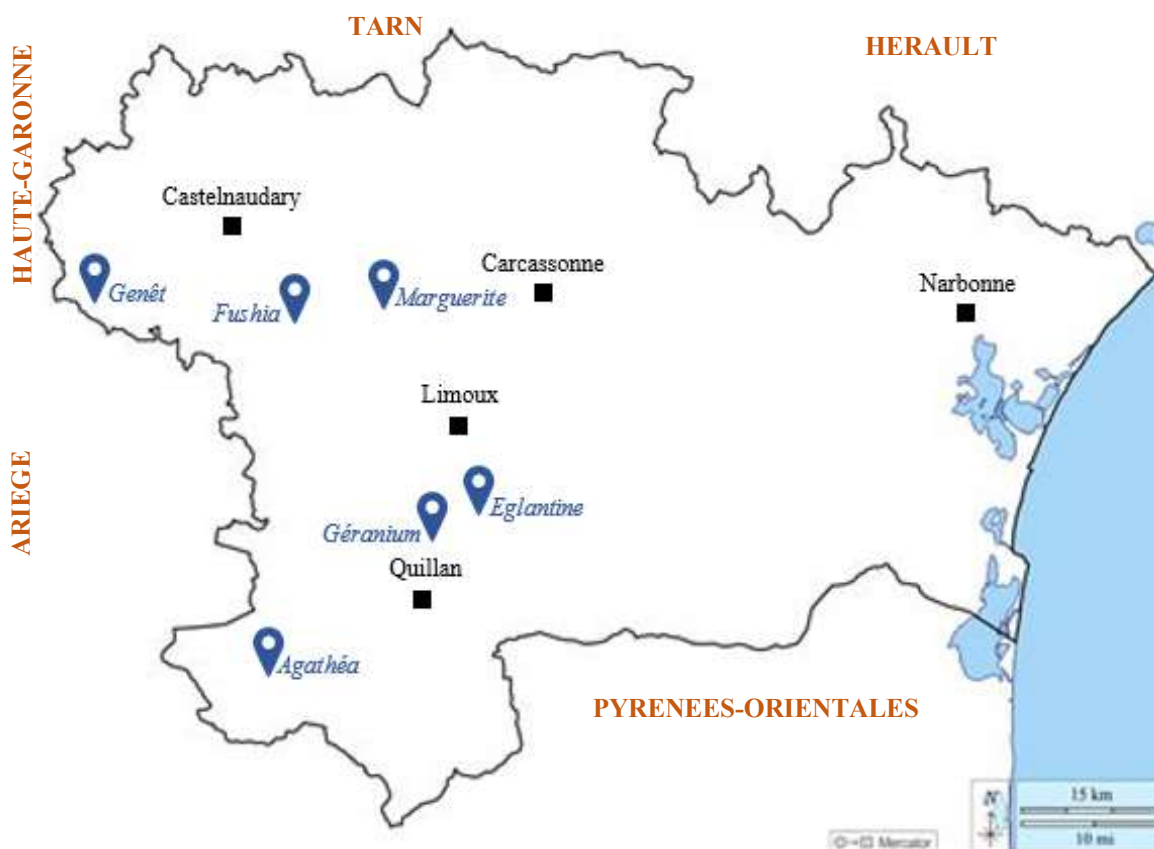 TARN
HERAULT
HAUTE-GARONNE
Castelnaudary
Carcassonne
Genêt
Fushia
Marguerite
Narbonne
Limoux
ARIEGE
Eglantine
Géranium
Quillan
Agathéa
PYRENEES-ORIENTALES
N
15 km
10 mi
Mercator